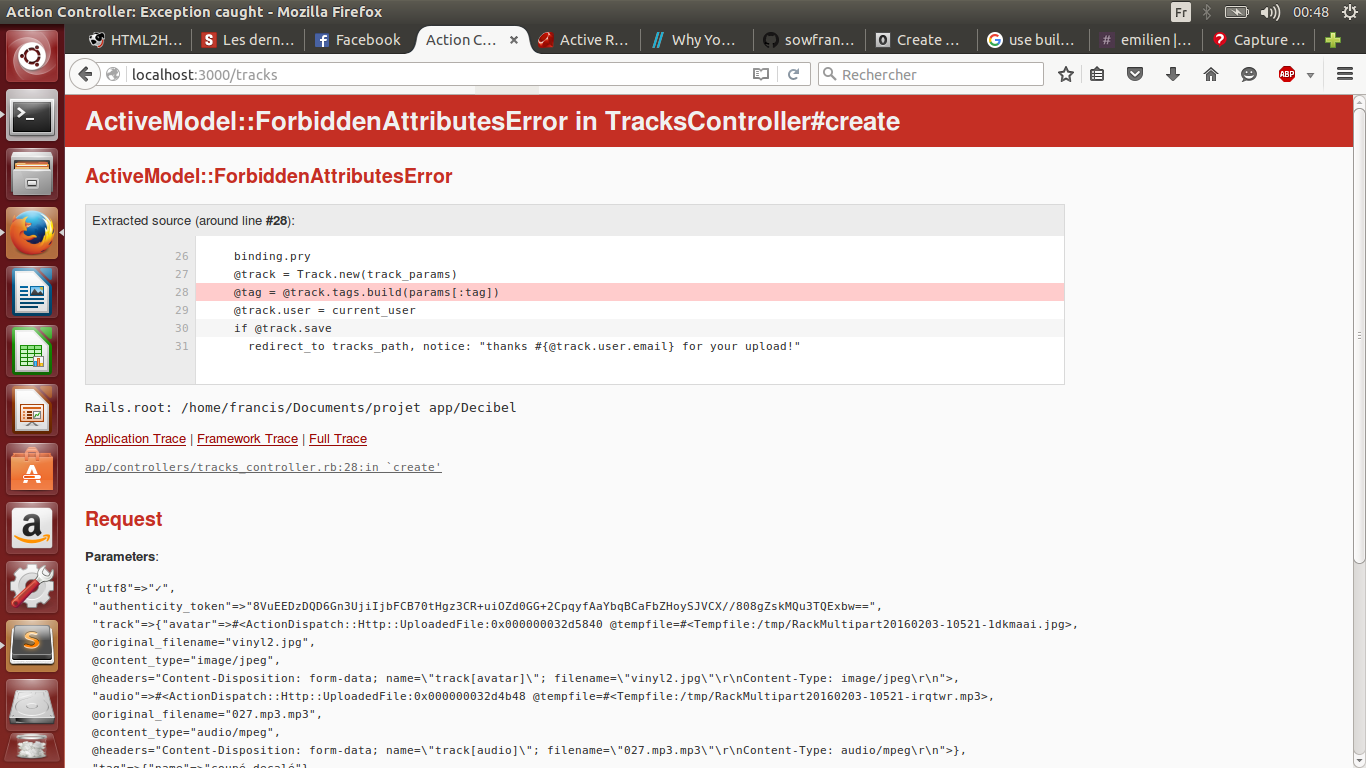 Action Controller: Exception caught - Mozilla Firefox
Fr
00:48
HTML2H...
Les dern...
Facebook
Action C...
Active R...
Why Yo...
sowfran...
Create ...
use buil...
emilien |...
Capture ...
localhost:3000/tracks
Rechercher
ABP
ActiveModel::ForbiddenAttributesError in TracksController#create
ActiveModel::ForbiddenAttributesError
Extracted source (around line #28):
26 binding.pry
27 @track = Track.new(track_params)
28 @tag = @track.tags.build(params[:tag])
29 @track.user = current_user
30 if @track.save
31 redirect_to tracks_path, notice: "thanks #{@track.user.email} for your upload!"
Rails.root: /home/francis/Documents/projet app/Decibel
Application Trace | Framework Trace | Full Trace
app/controllers/tracks_controller.rb:28:in `create'
Request
Parameters:
{"utf8"=>"✓",
"authenticity_token"=>"8VuEEDzDQD6Gn3UjiIjbFCB70tHgz3CR+uiOZd0GG+2CpqyfAaYbqBCaFbZHoySJVCX//808gZskMQu3TQExbw==",
"track"=>{"avatar"=>#<ActionDispatch::Http::UploadedFile:0x000000032d5840 @tempfile=#<Tempfile:/tmp/RackMultipart20160203-10521-1dkmaai.jpg>,
@original_filename="vinyl2.jpg",
@content_type="image/jpeg",
@headers="Content-Disposition: form-data; name=\"track[avatar]\"; filename=\"vinyl2.jpg\"\r\nContent-Type: image/jpeg\r\n">,
"audio"=>#<ActionDispatch::Http::UploadedFile:0x000000032d4b48 @tempfile=#<Tempfile:/tmp/RackMultipart20160203-10521-irqtwr.mp3>,
@original_filename="027.mp3.mp3",
@content_type="audio/mpeg",
@headers="Content-Disposition: form-data; name=\"track[audio]\"; filename=\"027.mp3.mp3\"\r\nContent-Type: audio/mpeg\r\n">},
"tag"=>{"name"=>"coupé decalé"}